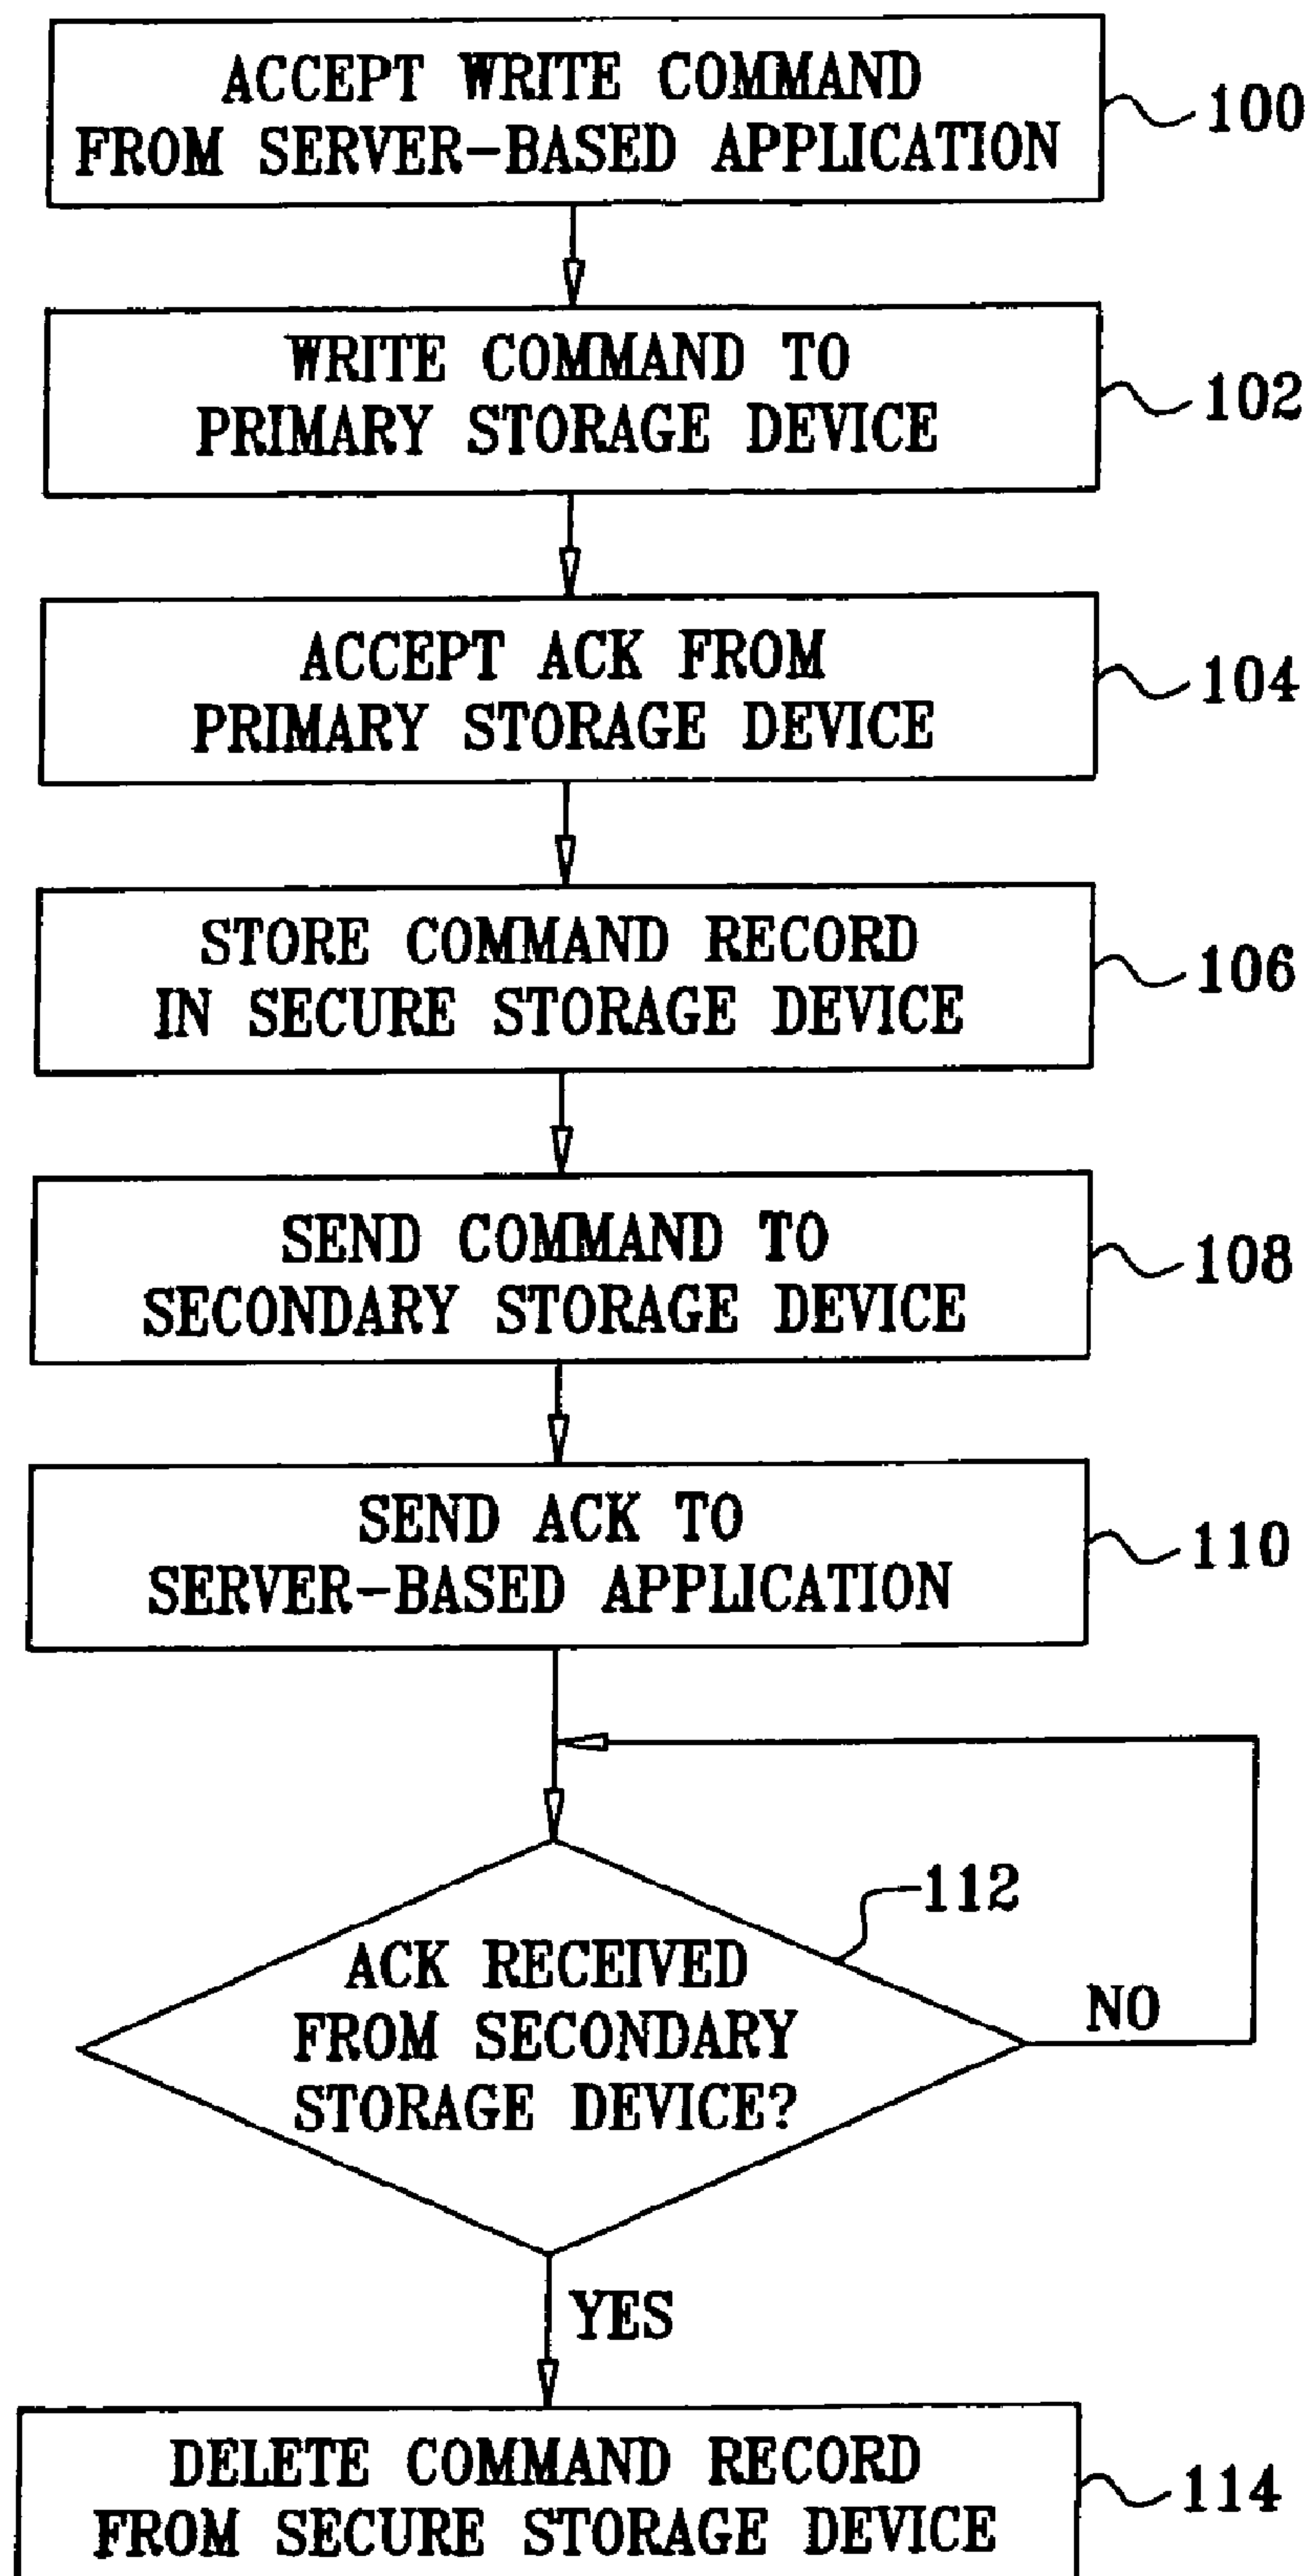 ACCEPT WRITE COMMAND
FROM SERVER-BASED APPLICATION
100
WRITE COMMAND TO
PRIMARY STORAGE DEVICE
102
ACCEPT ACK FROM
PRIMARY STORAGE DEVICE
104
STORE COMMAND RECORD
IN SECURE STORAGE DEVICE
106
SEND COMMAND TO
SECONDARY STORAGE DEVICE
108
SEND ACK TO
SERVER-BASED APPLICATION
110
112
ACK RECEIVED
FROM SECONDARY
STORAGE DEVICE?
NO
YES
DELETE COMMAND RECORD
FROM SECURE STORAGE DEVICE
114